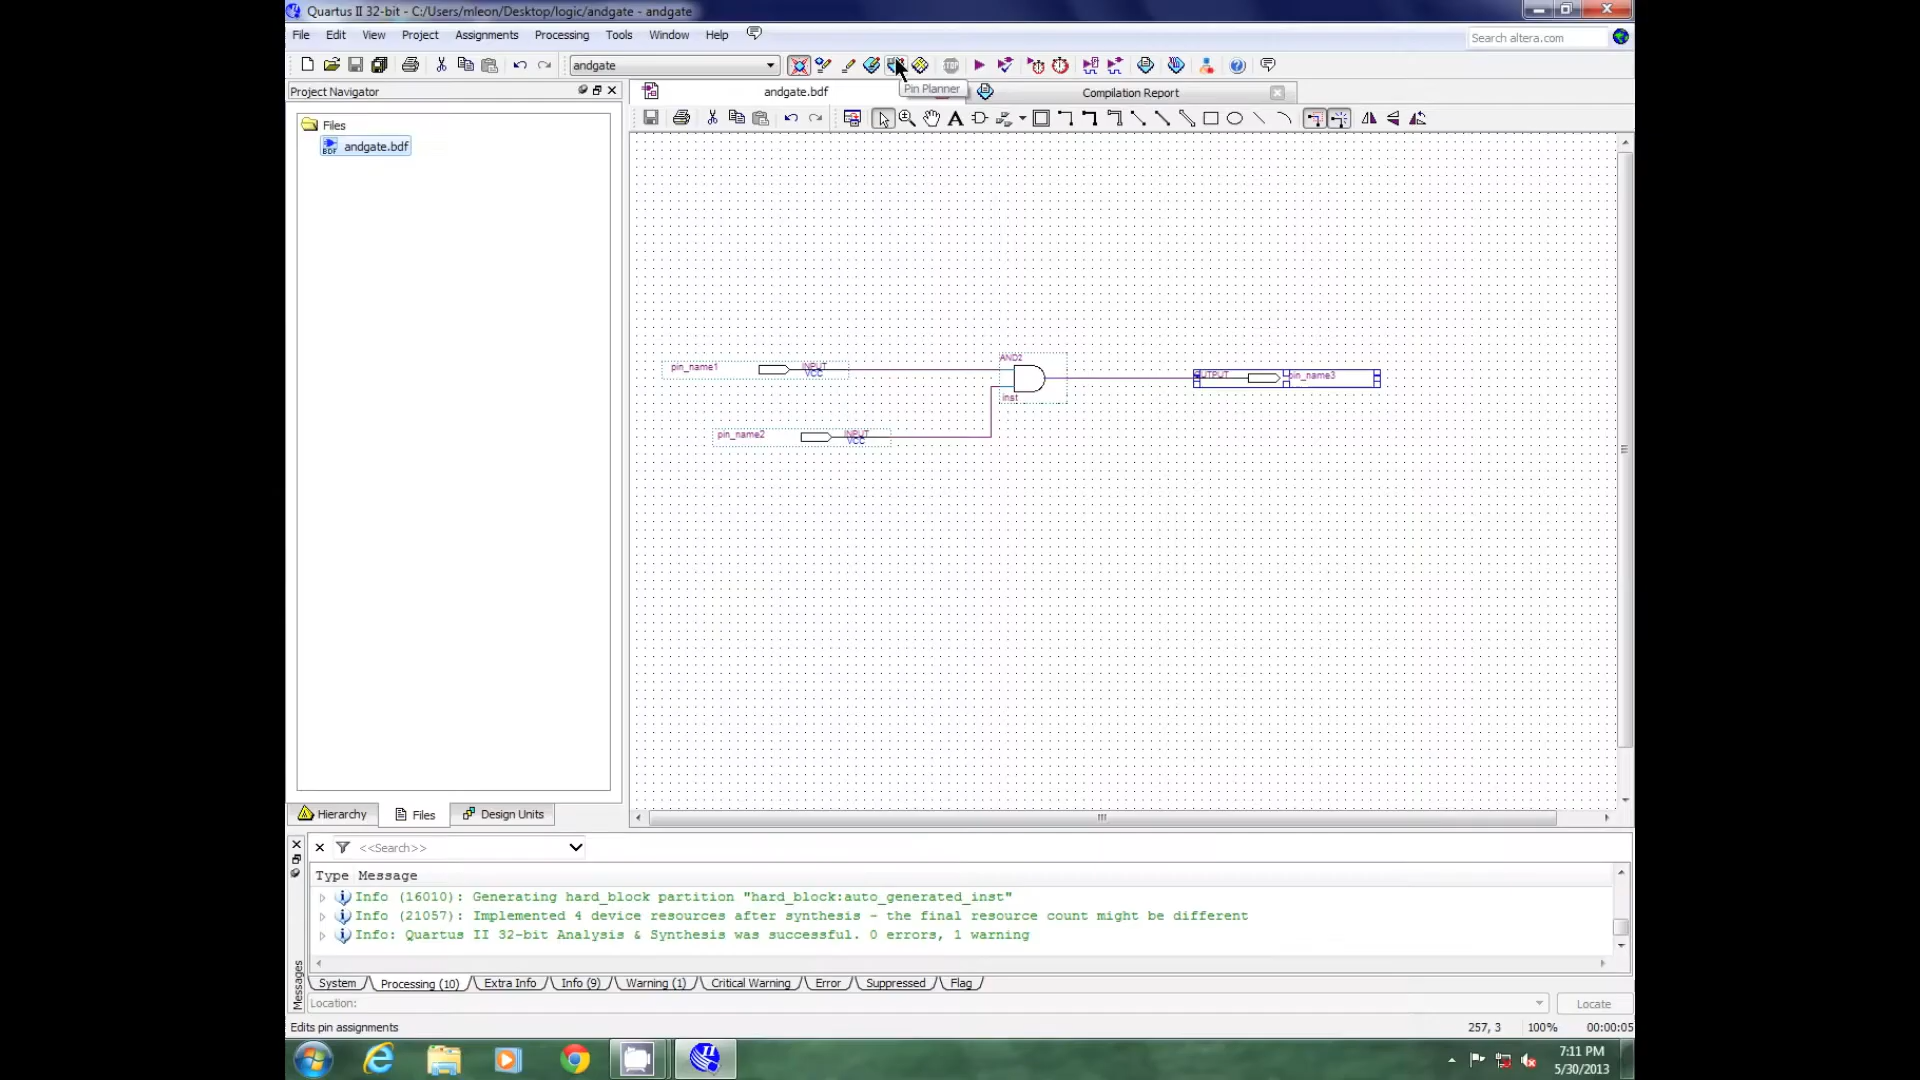 Quartus II 32-bit - C:/Users/mleon/Desktop/logic/andgate - andgate
File Edit View Project Assignments Processing Tools Window Help
Search altera.com
andgate
Pin Planner
Project Navigator
andgate.bdf
Compilation Report
Files
andgate.bdf
AND2
pin_name1
INPUT
VCC
UTPUT
pin_name3
inst
pin_name2
INPUT
VCC
Hierarchy Files Design Units
<<Search>>
Type Message
Info (16010): Generating hard_block partition "hard_block:auto_generated_inst"
Info (21057): Implemented 4 device resources after synthesis - the final resource count might be different
Info: Quartus II 32-bit Analysis & Synthesis was successful. 0 errors, 1 warning
Messages
System Processing (10) Extra Info Info (9) Warning (1) Critical Warning Error Suppressed Flag
Location:
Locate
Edits pin assignments
257, 3 100% 00:00:05
7:11 PM
5/30/2013